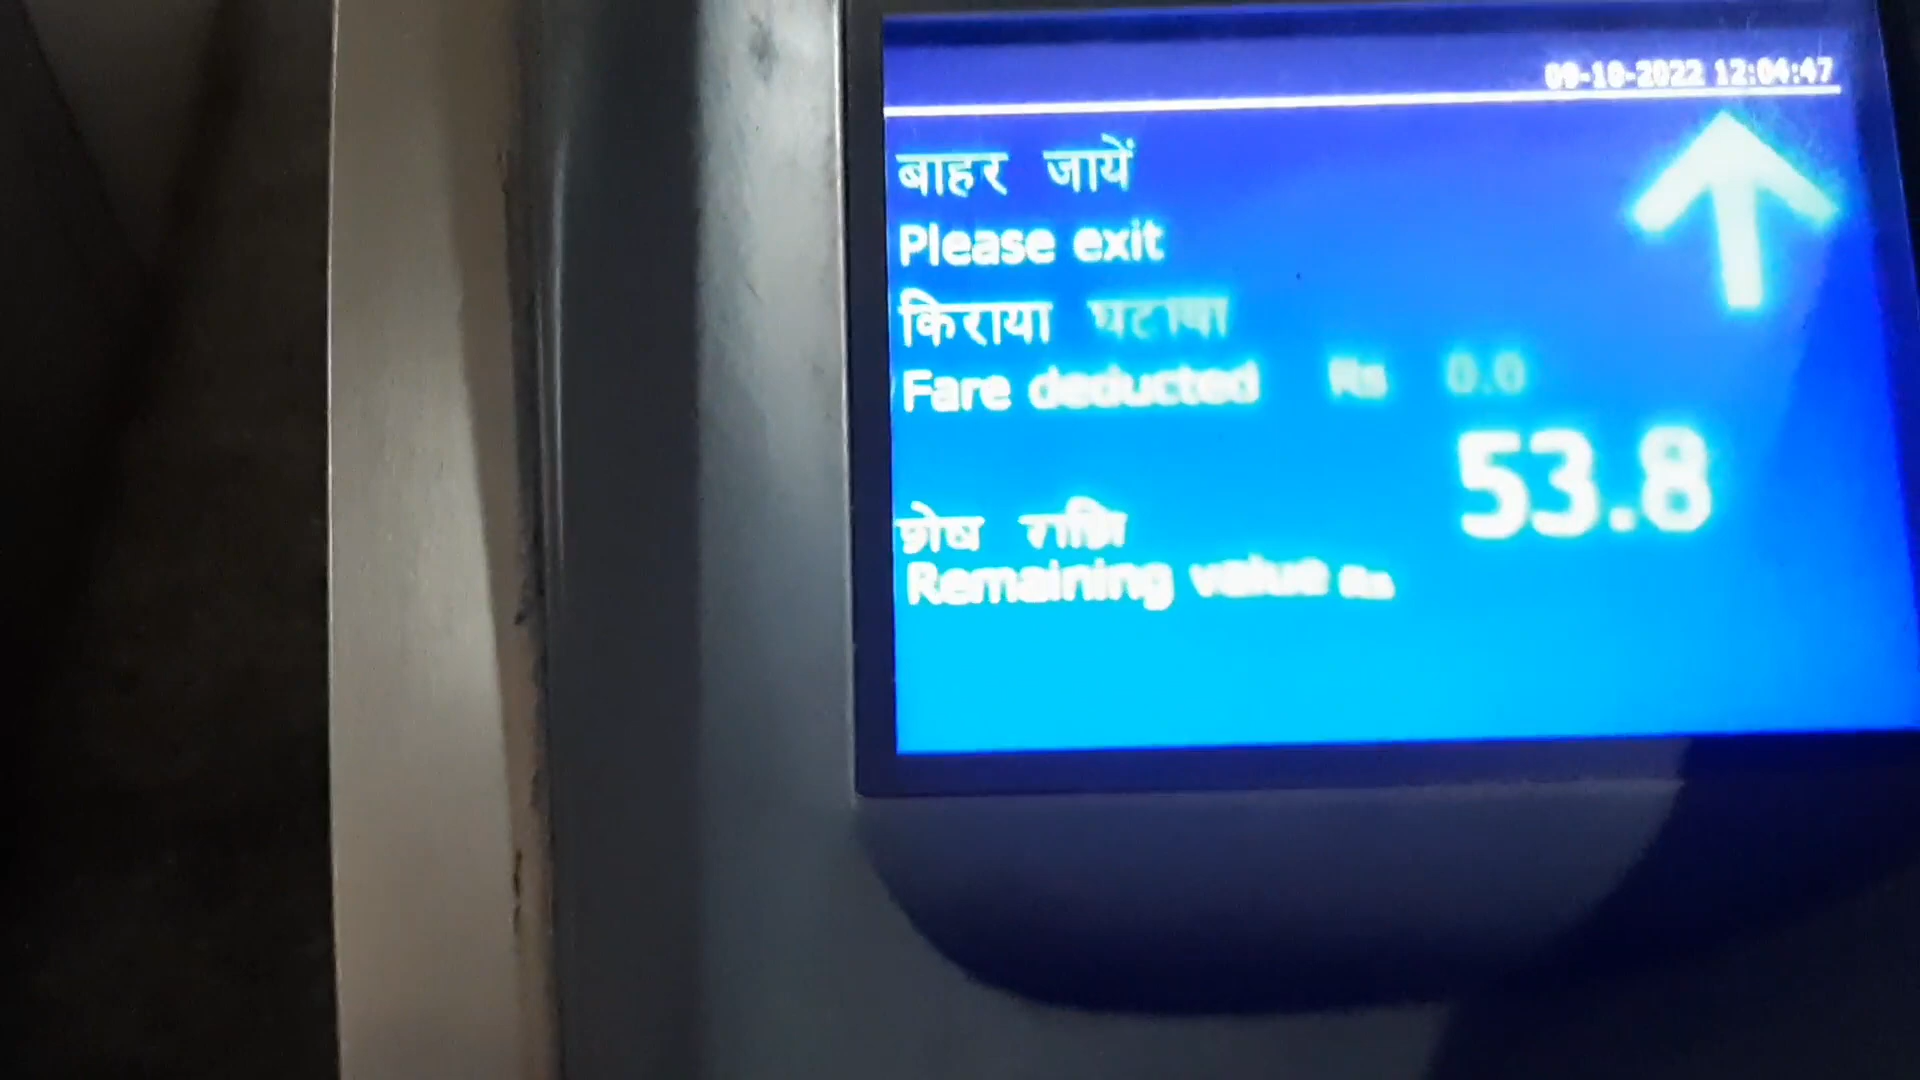 09-10-2022 12:04:47
बाहर जायें
Please exit
किराया घटाया
Fare deducted Rs 0.0
53.8
शेष राशि
Remaining value Rs